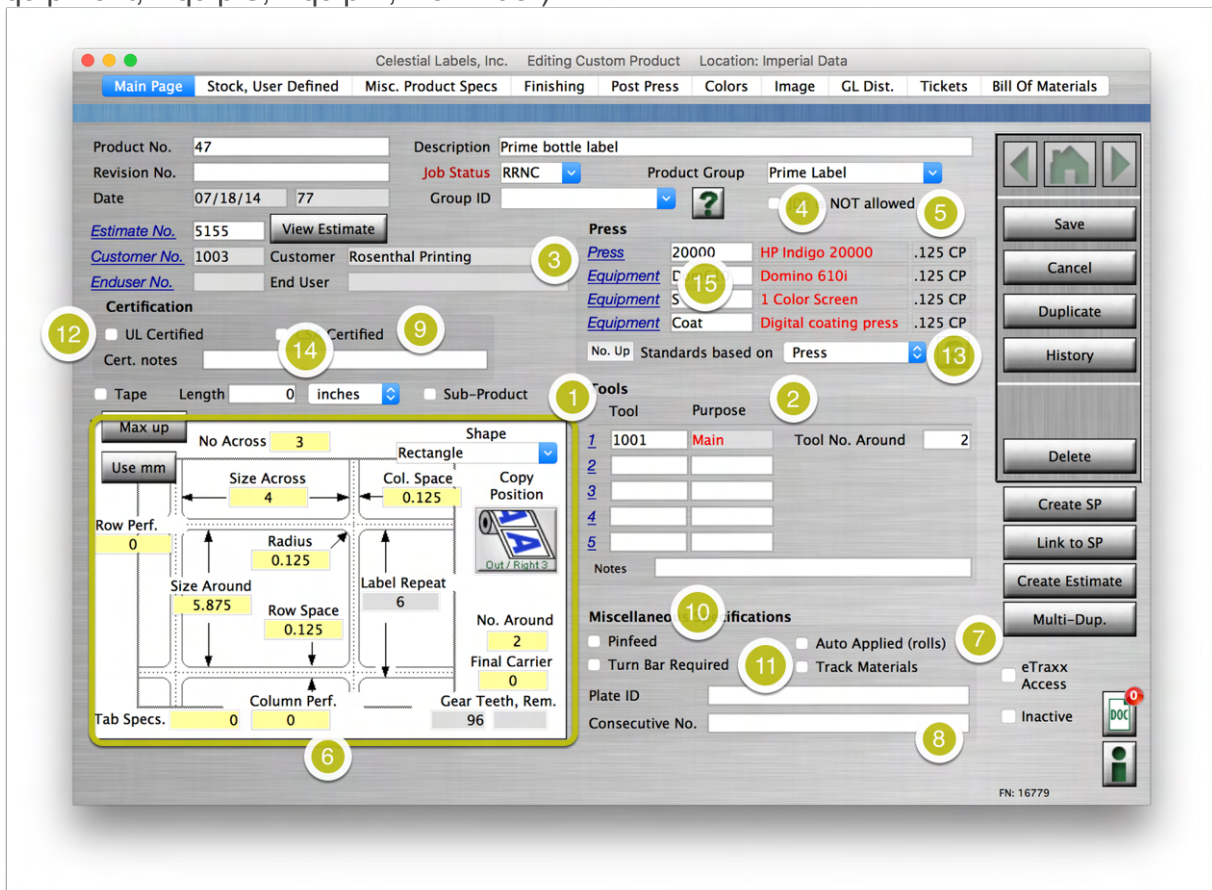 Celestial Labels, Inc. Editing Custom Product Location: Imperial Data
Main Page Stock, User Defined Misc. Product Specs Finishing Post Press Colors Image GL Dist. Tickets Bill Of Materials
Product No. 47 Description Prime bottle label
Revision No. Job Status RRNC Product Group Prime Label
Date 07/18/14 77 Group ID ? 4 NOT allowed 5
Estimate No. 5155 View Estimate Press Save
Customer No. 1003 Customer Rosenthal Printing 3 Press 20000 HP Indigo 20000 .125 CP
Enduser No. End User Equipment 15 Domino 610i .125 CP Cancel
Certification Equipment S 1 Color Screen .125 CP
12 UL Certified Certified 9 Equipment Coat Digital coating press .125 CP Duplicate
Cert. notes 14 No. Up Standards based on Press 13 History
Tape Length 0 inches Sub-Product 1 Tools 2
Max up No Across 3 Shape Tool Purpose
Rectangle 1 1001 Main Tool No. Around 2
Use mm Size Across Col. Space Copy 2 Delete
4 0.125 Position 3
Row Perf. 4 Create SP
0 Radius 5 Link to SP
0.125 Out / Right 3 Notes
Size Around Label Repeat Create Estimate
5.875 Row Space 6
0.125 No. Around Miscellaneous 10 Multi-Dup.
2 Pinfeed Auto Applied (rolls) 7
Final Carrier Turn Bar Required 11 Track Materials eTraxx
0 Access
Column Perf. Gear Teeth, Rem. Plate ID 0
Tab Specs. 0 0 96 Consecutive No. Inactive DOC
6 8
FN: 16779